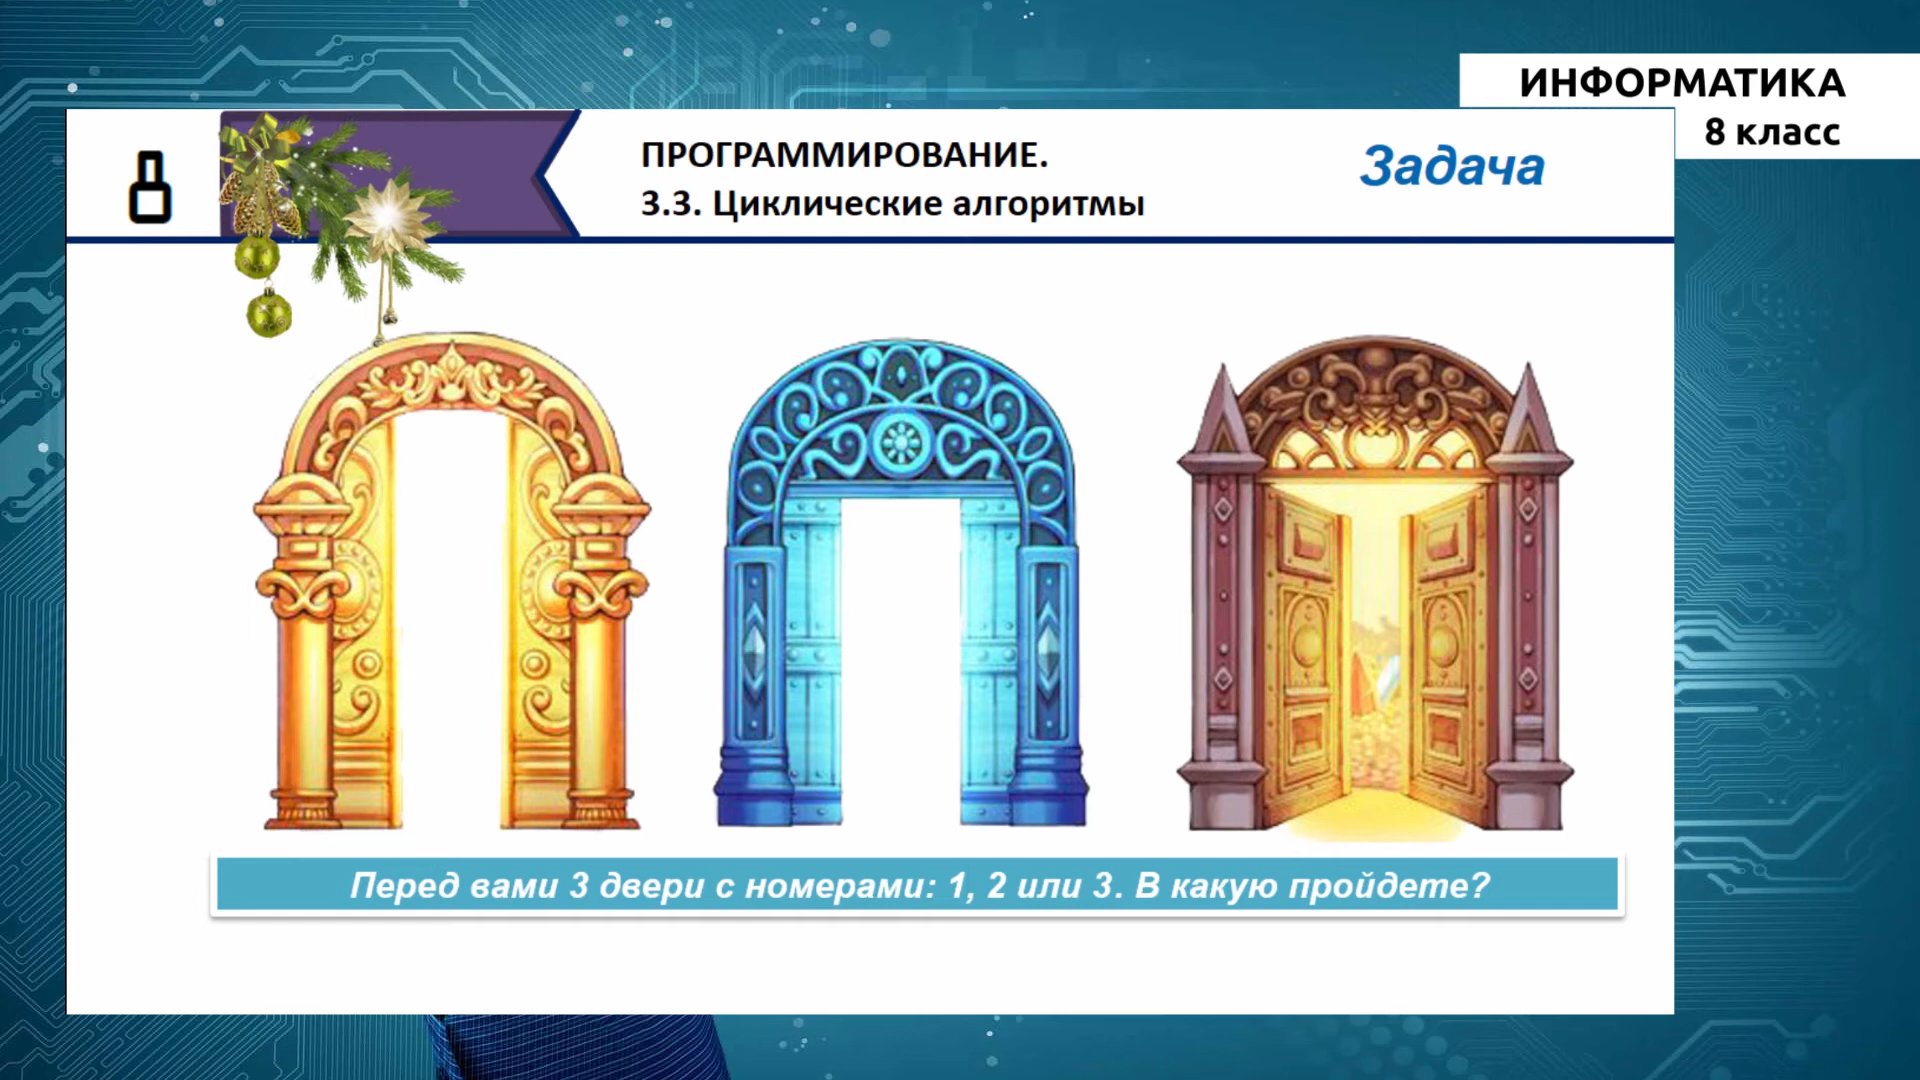 ИНФОРМАТИКА
8 класс
8
ПРОГРАММИРОВАНИЕ.
3.3. Циклические алгоритмы
Задача
Перед вами 3 двери с номерами: 1, 2 или 3. В какую пройдете?